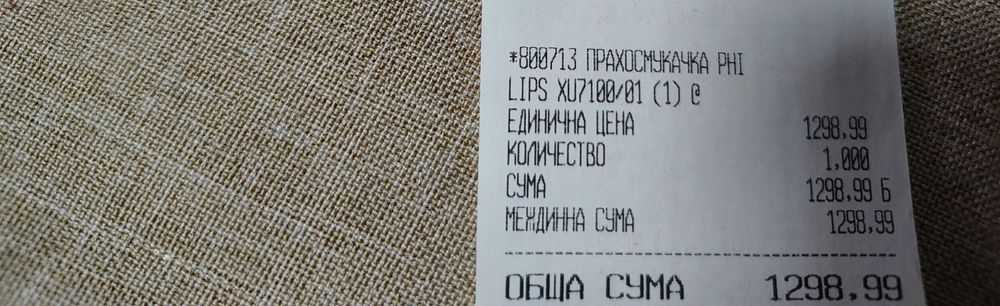 *800713 ПРАХОСМУКАЧКА PHI
LIPS XU7100/01 (1) @
ЕДИНИЧНА ЦЕНА 1298,99
КОЛИЧЕСТВО 1,000
СУМА 1298,99 Б
МЕЖДИННА СУМА 1298,99
ОБЩА СУМА 1298,99